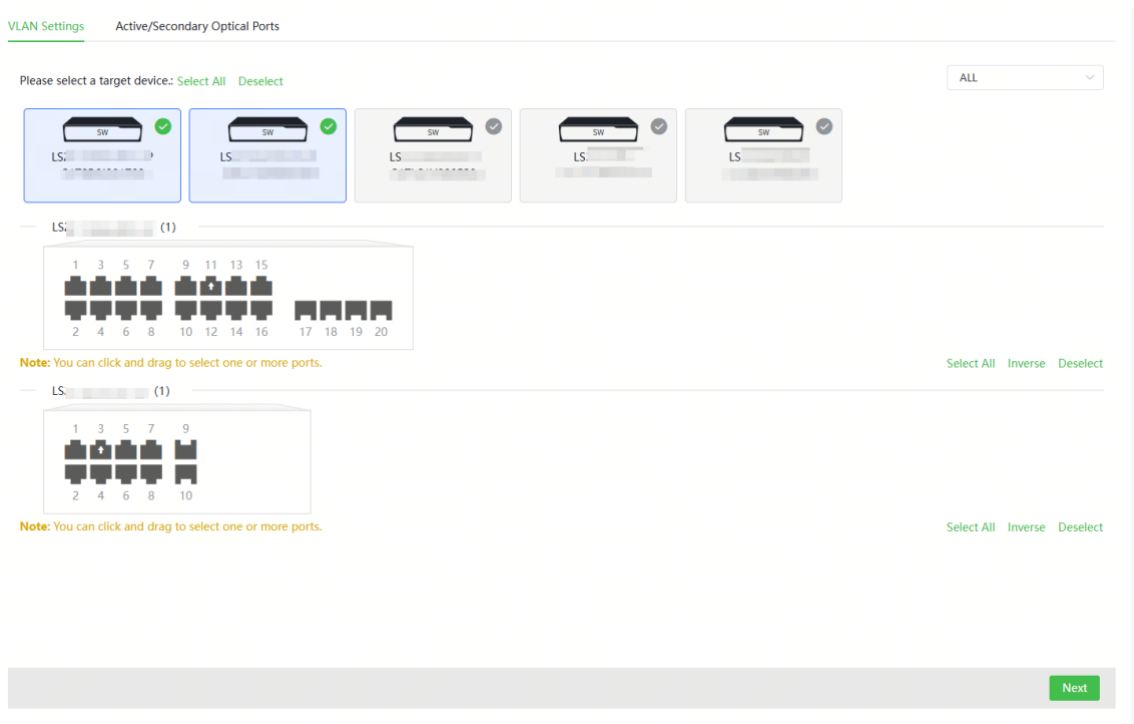 VLAN Settings Active/Secondary Optical Ports
Please select a target device.: Select All Deselect ALL
SW SW SW SW SW
LS LS LS LS LS
LS (1)
1 3 5 7 9 11 13 15
2 4 6 8 10 12 14 16 17 18 19 20
Note: You can click and drag to select one or more ports. Select All Inverse Deselect
LS (1)
1 3 5 7 9
2 4 6 8 10
Note: You can click and drag to select one or more ports. Select All Inverse Deselect
Next